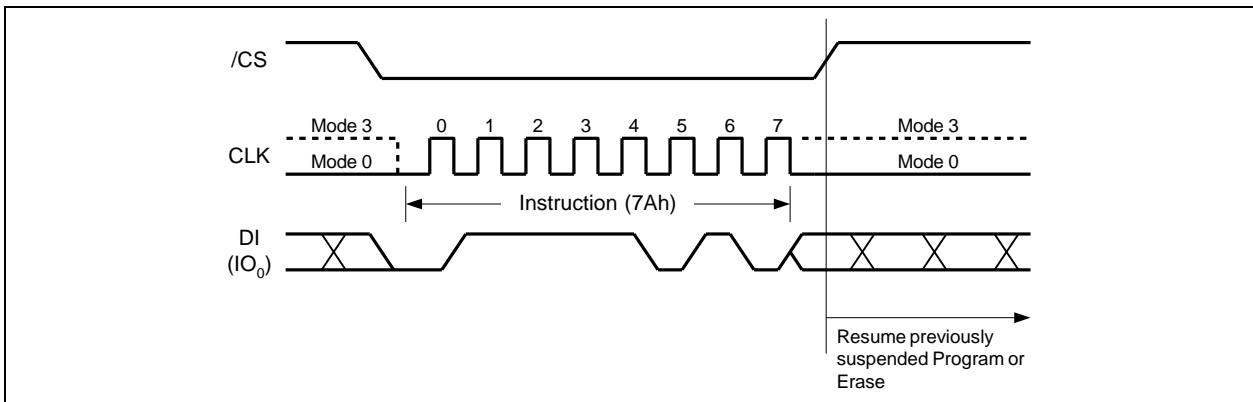 /CS
Mode 3
0 1 2 3 4 5 6 7
Mode 3
CLK
Mode 0
Mode 0
Instruction (7Ah)
DI
(IO₀)
Resume previously
suspended Program or
Erase